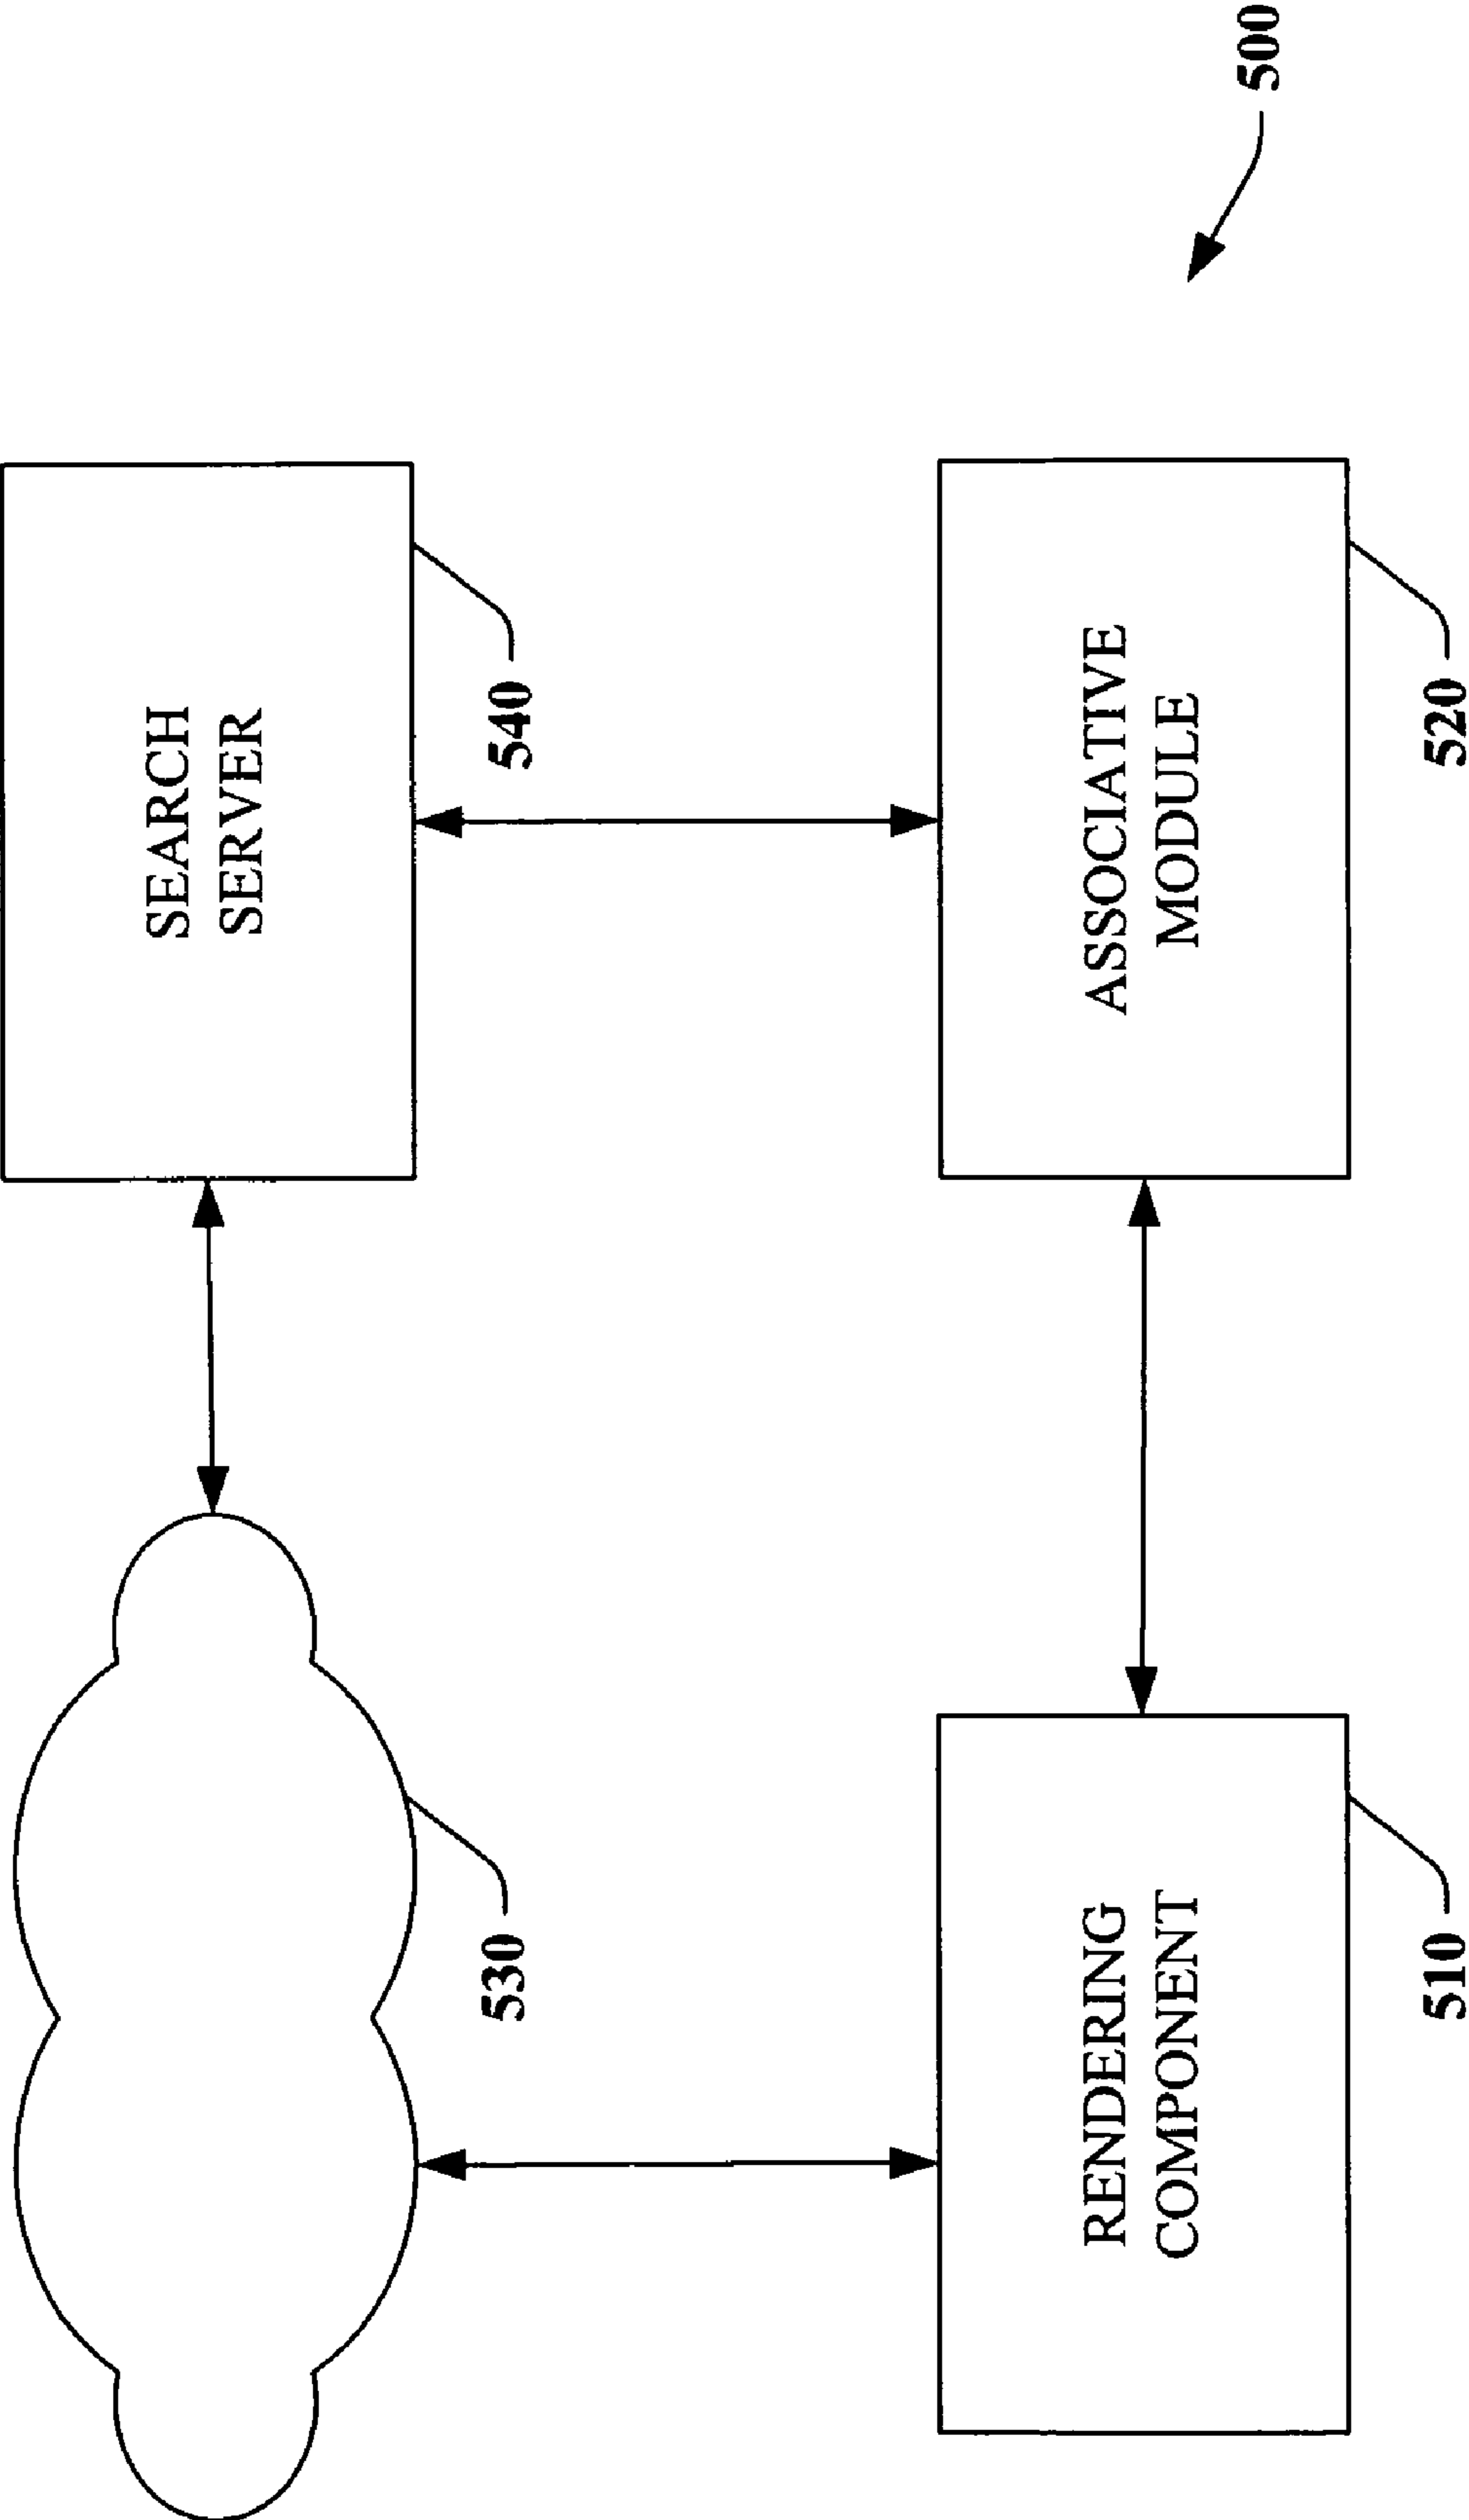 530
SEARCH
SERVER
540
RENDERING
COMPONENT
510
ASSOCIATIVE
MODULE
520
500